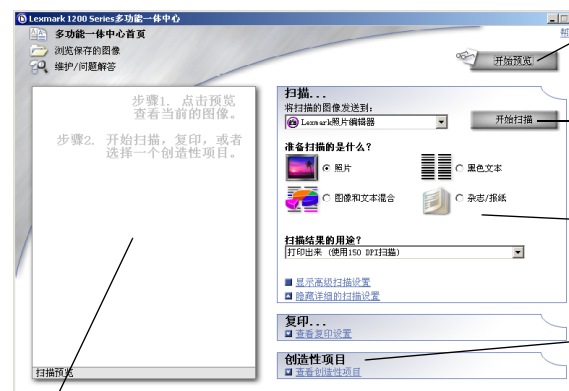 Lexmark 1200 Series多功能一体中心
多功能一体中心首页
浏览保存的图像
维护/问题解答
开始预览
步骤1. 点击预览
查看当前的图像。
步骤2. 开始扫描，复印，或者
选择一个创造性项目。
扫描预览
扫描...
将扫描的图像发送到：
Lexmark照片编辑器
开始扫描
准备扫描的是什么？
照片
黑色文本
图像和文本混合
杂志/报纸
扫描结果的用途？
打印出来 (使用150 DPI扫描)
显示高级扫描设置
隐藏详细的扫描设置
复印...
查看复印设置
创造性项目
查看创造性项目